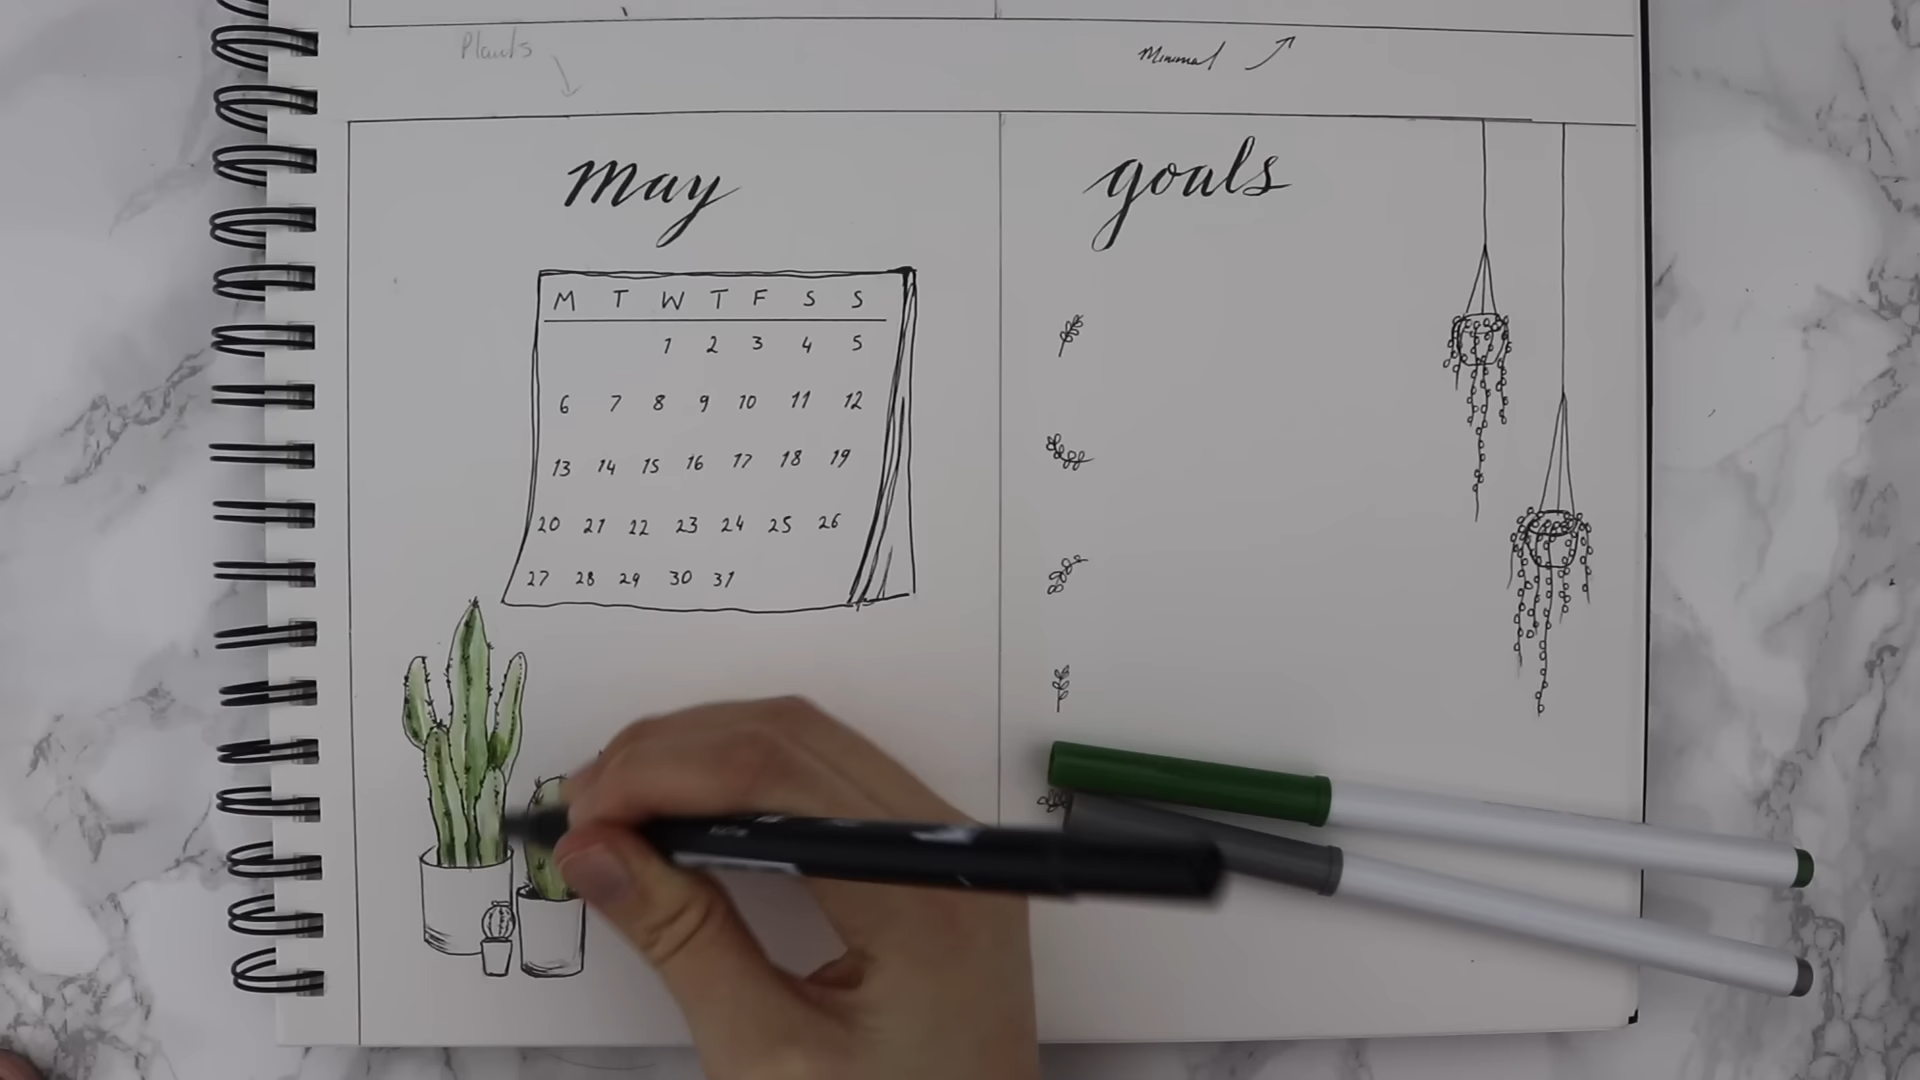 Plants
Minimal
may
goals
M T W T F S S
1 2 3 4 5
6 7 8 9 10 11 12
13 14 15 16 17 18 19
20 21 22 23 24 25 26
27 28 29 30 31